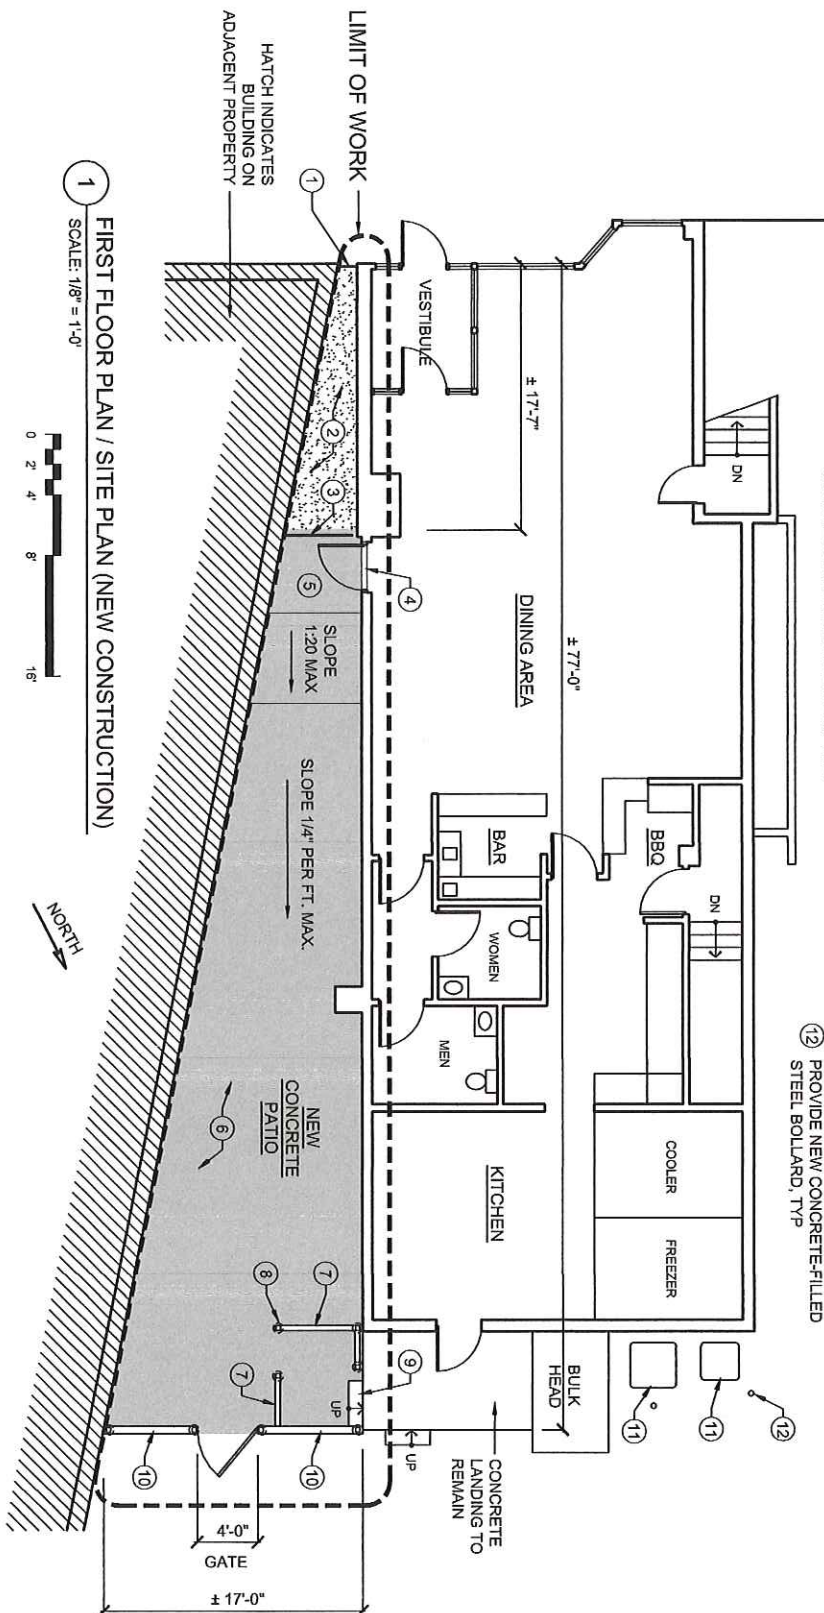 12 PROVIDE NEW CONCRETE-FILLED
STEEL BOLLARD, TYP
DN
± 17'-7"
VESTIBULE
DINING AREA
± 77'-0"
BAR
BBQ
DN
WOMEN
MEN
KITCHEN
COOLER
FREEZER
BULK
HEAD
11
11
12
CONCRETE
LANDING TO
REMAIN
UP
LIMIT OF WORK
HATCH INDICATES
BUILDING ON
ADJACENT PROPERTY
1
2
3
4
5
SLOPE
1:20 MAX
SLOPE 1/4" PER FT. MAX.
NEW
CONCRETE
PATIO
6
7
8
7
9
UP
10
10
4'-0"
GATE
± 17'-0"
NORTH
1
FIRST FLOOR PLAN / SITE PLAN (NEW CONSTRUCTION)
SCALE: 1/8" = 1'-0"
0 2' 4' 8' 16'